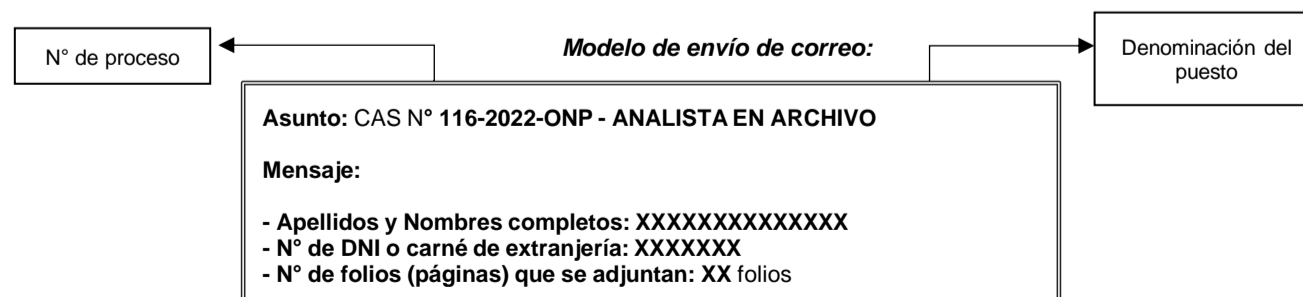 N° de proceso
Modelo de envío de correo:
Denominación del
puesto
Asunto: CAS N° 116-2022-ONP - ANALISTA EN ARCHIVO
Mensaje:
- Apellidos y Nombres completos: XXXXXXXXXXXXXX
- N° de DNI o carné de extranjería: XXXXXXX
- N° de folios (páginas) que se adjuntan: XX folios